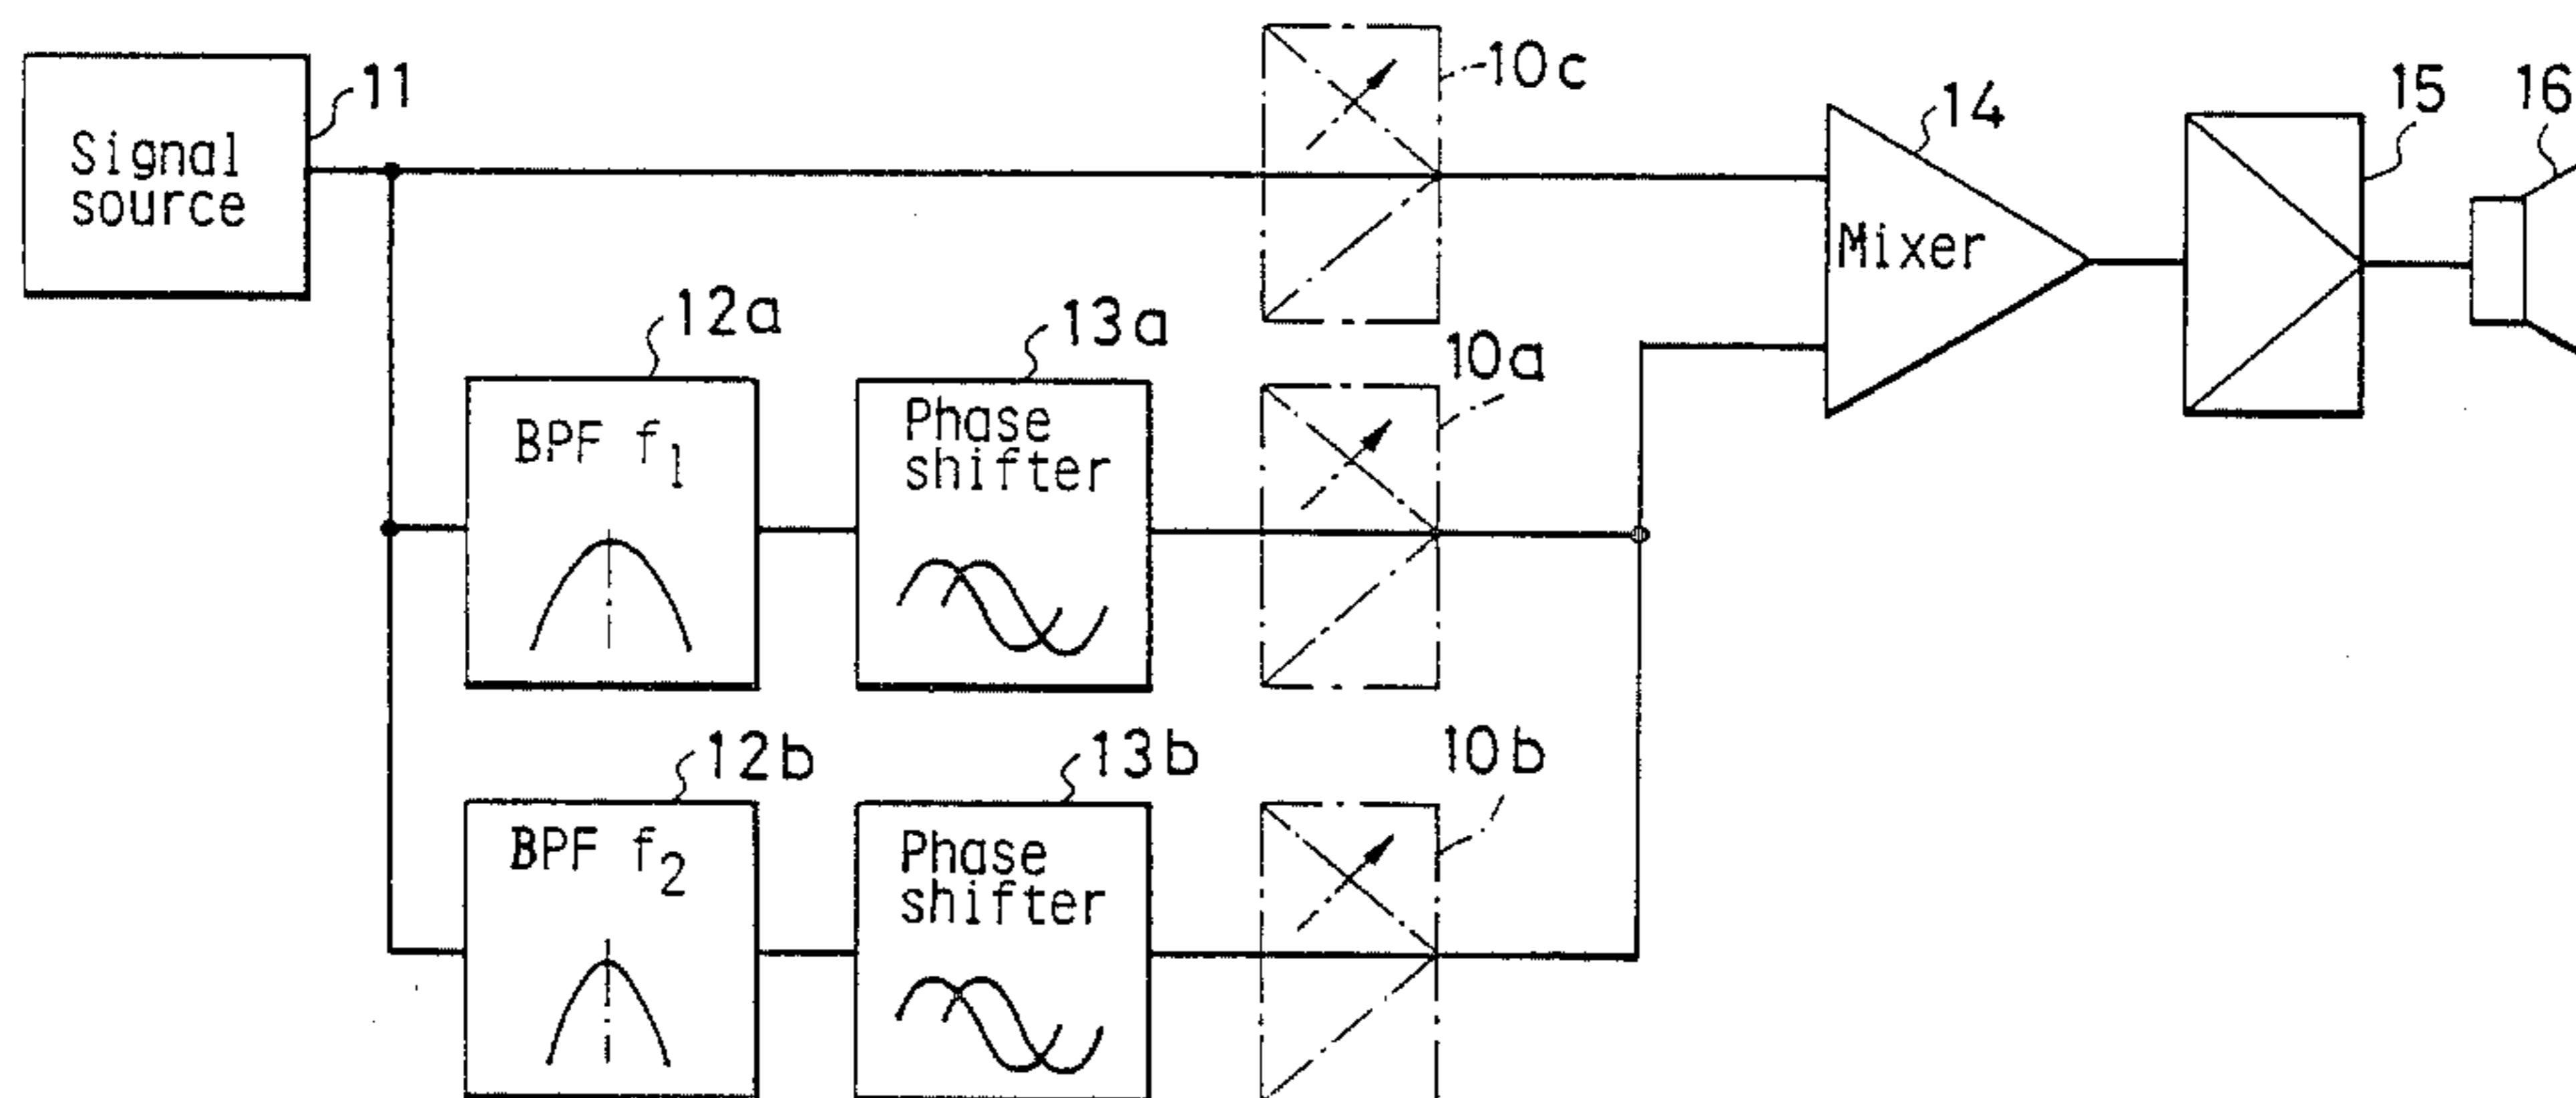 11
Signal
source
10c
14
Mixer
15
16
12a
BPF f1
13a
Phase
shifter
10a
12b
BPF f2
13b
Phase
shifter
10b